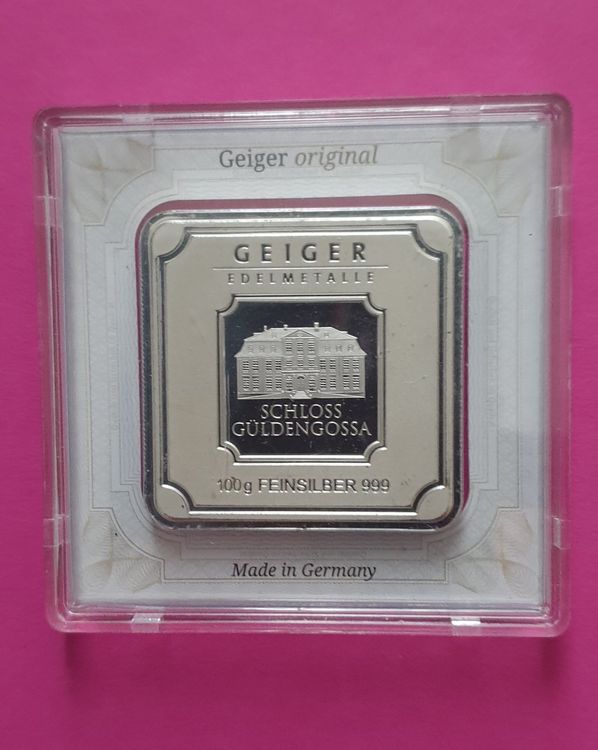 Geiger original
GEIGER
EDELMETALLE
SCHLOSS
GÜLDENGOSSA
100g FEINSILBER 999
Made in Germany